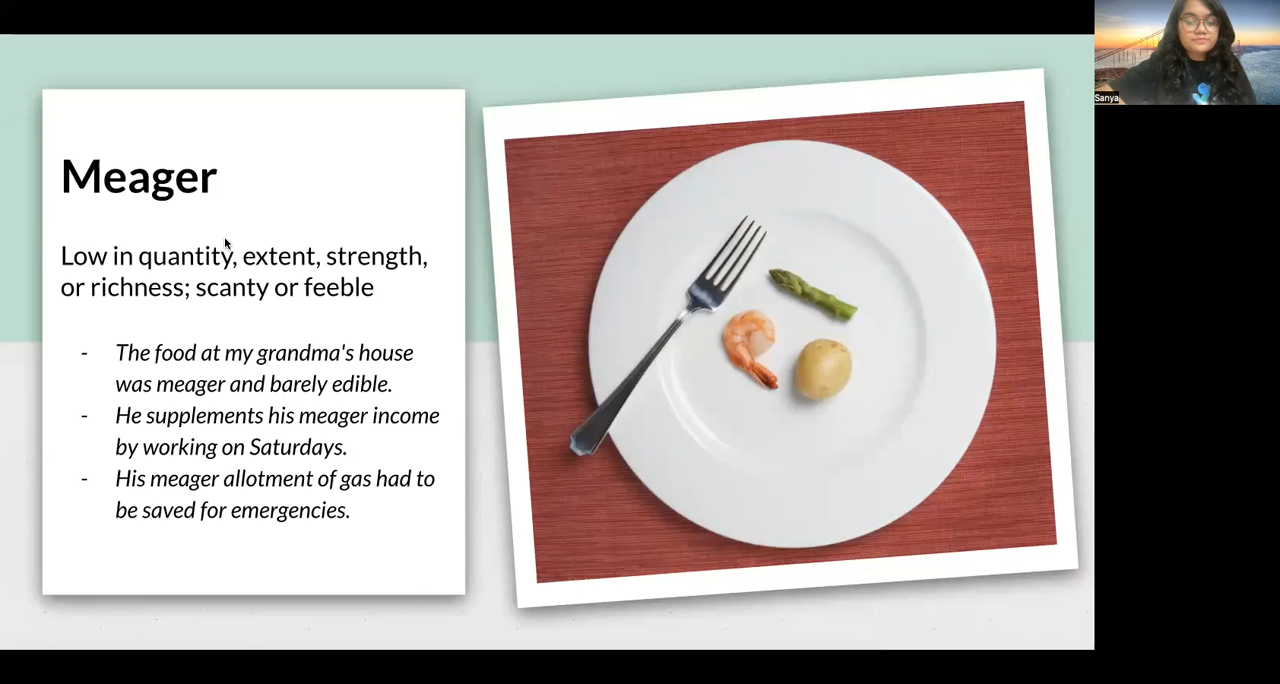 Meager
Low in quantity, extent, strength,
or richness; scanty or feeble
- The food at my grandma's house
was meager and barely edible.
- He supplements his meager income
by working on Saturdays.
- His meager allotment of gas had to
be saved for emergencies.
Sanya